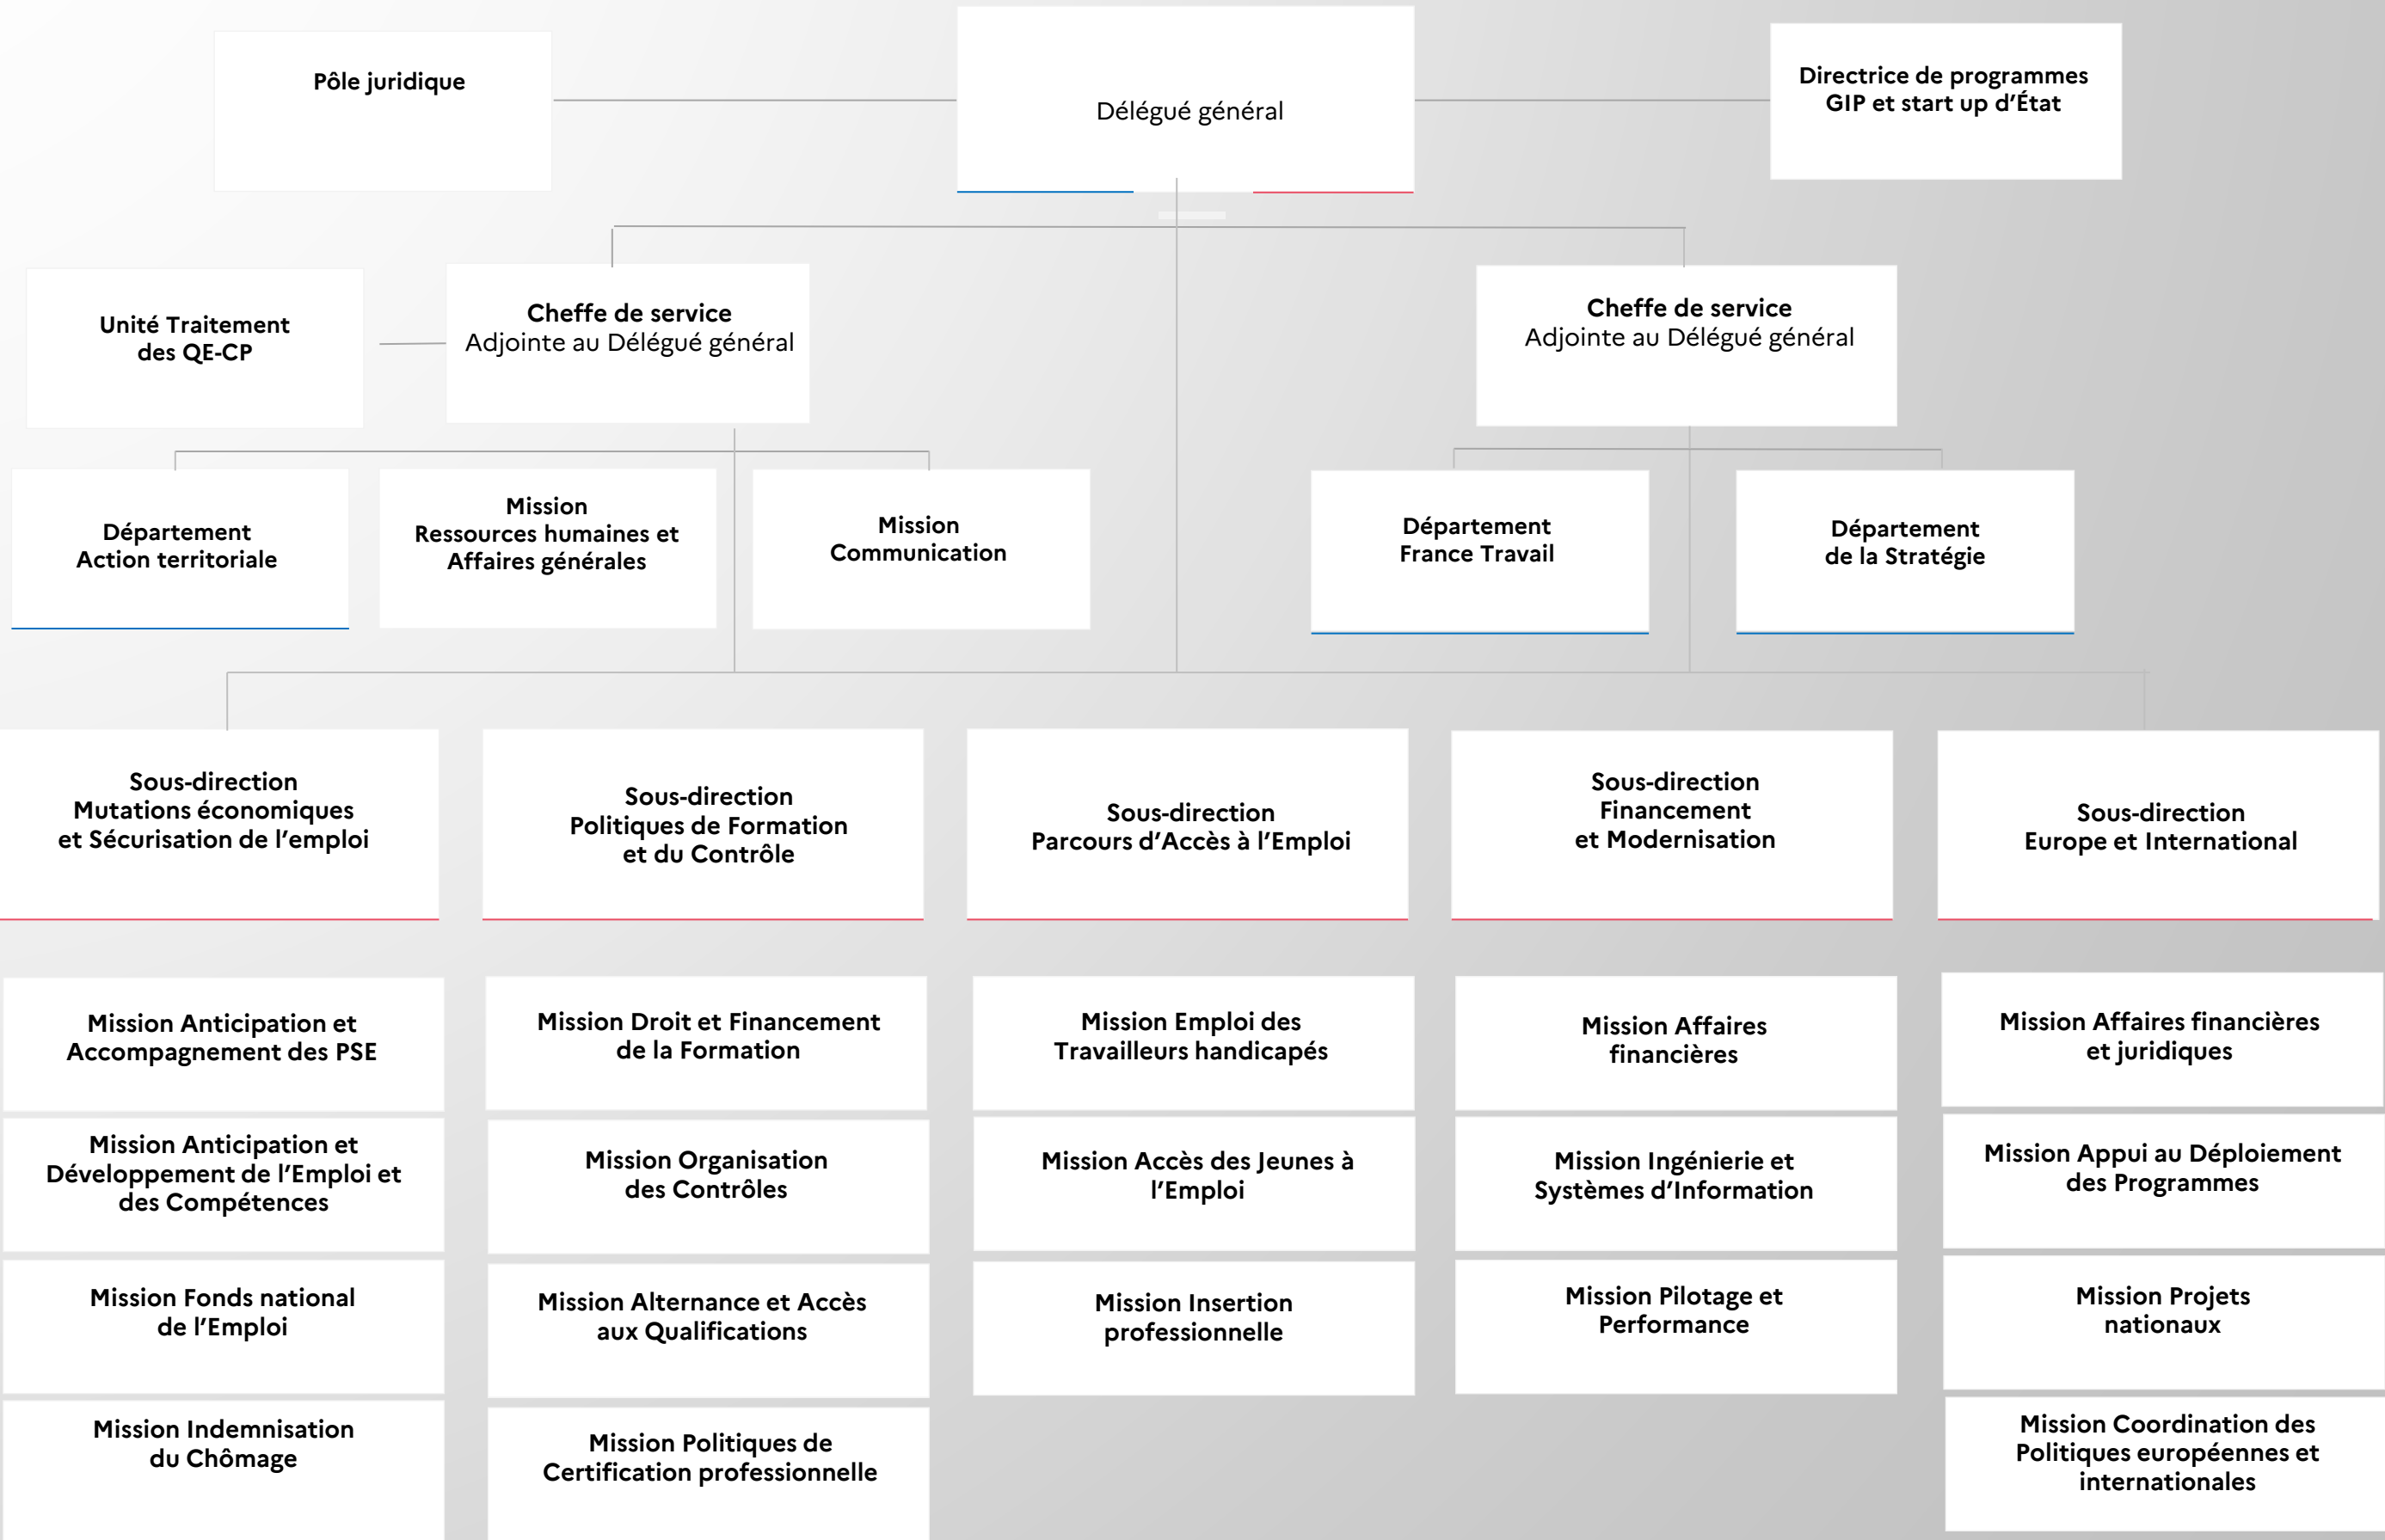 Pôle juridique
Délégué général
Directrice de programmes
GIP et start up d'État
Unité Traitement
des QE-CP
Cheffe de service
Adjointe au Délégué général
Cheffe de service
Adjointe au Délégué général
Département
Action territoriale
Mission
Ressources humaines et
Affaires générales
Mission
Communication
Département
France Travail
Département
de la Stratégie
Sous-direction
Mutations économiques
et Sécurisation de l'emploi
Sous-direction
Politiques de Formation
et du Contrôle
Sous-direction
Parcours d'Accès à l'Emploi
Sous-direction
Financement
et Modernisation
Sous-direction
Europe et International
Mission Anticipation et
Accompagnement des PSE
Mission Droit et Financement
de la Formation
Mission Emploi des
Travailleurs handicapés
Mission Affaires
financières
Mission Affaires financières
et juridiques
Mission Anticipation et
Développement de l'Emploi et
des Compétences
Mission Organisation
des Contrôles
Mission Accès des Jeunes à
l'Emploi
Mission Ingénierie et
Systèmes d'Information
Mission Appui au Déploiement
des Programmes
Mission Fonds national
de l'Emploi
Mission Alternance et Accès
aux Qualifications
Mission Insertion
professionnelle
Mission Pilotage et
Performance
Mission Projets
nationaux
Mission Indemnisation
du Chômage
Mission Politiques de
Certification professionnelle
Mission Coordination des
Politiques européennes et
internationales